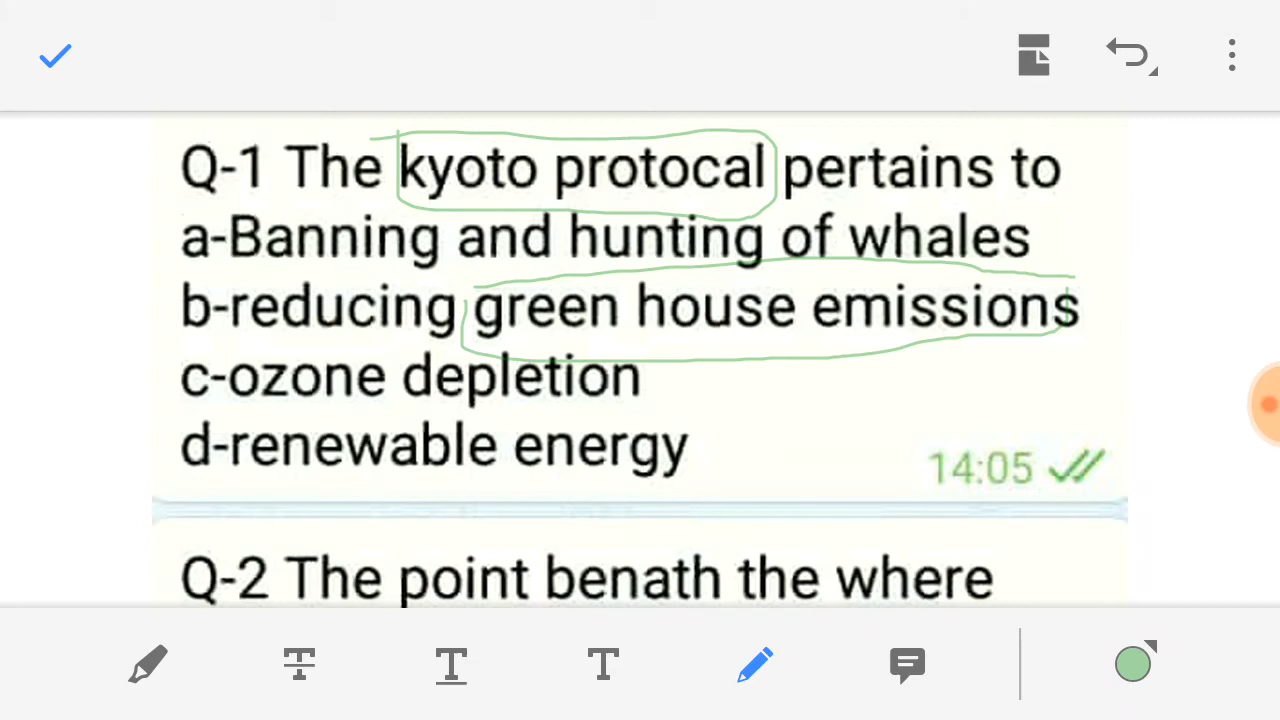 Q-1 The kyoto protocal pertains to
a-Banning and hunting of whales
b-reducing green house emissions
c-ozone depletion
d-renewable energy
14:05
Q-2 The point benath the where